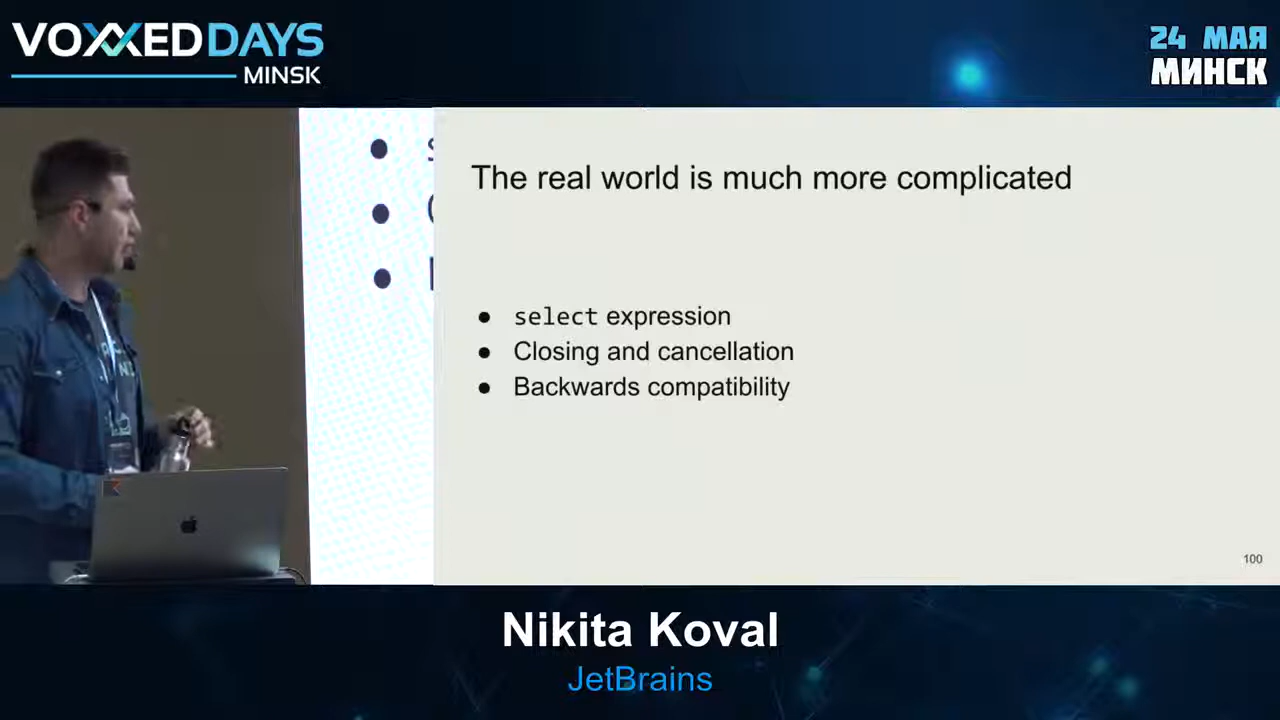 VOXXEDDAYS
MINSK
24 МАЯ
МИНСК
The real world is much more complicated
● select expression
● Closing and cancellation
● Backwards compatibility
100
Nikita Koval
JetBrains